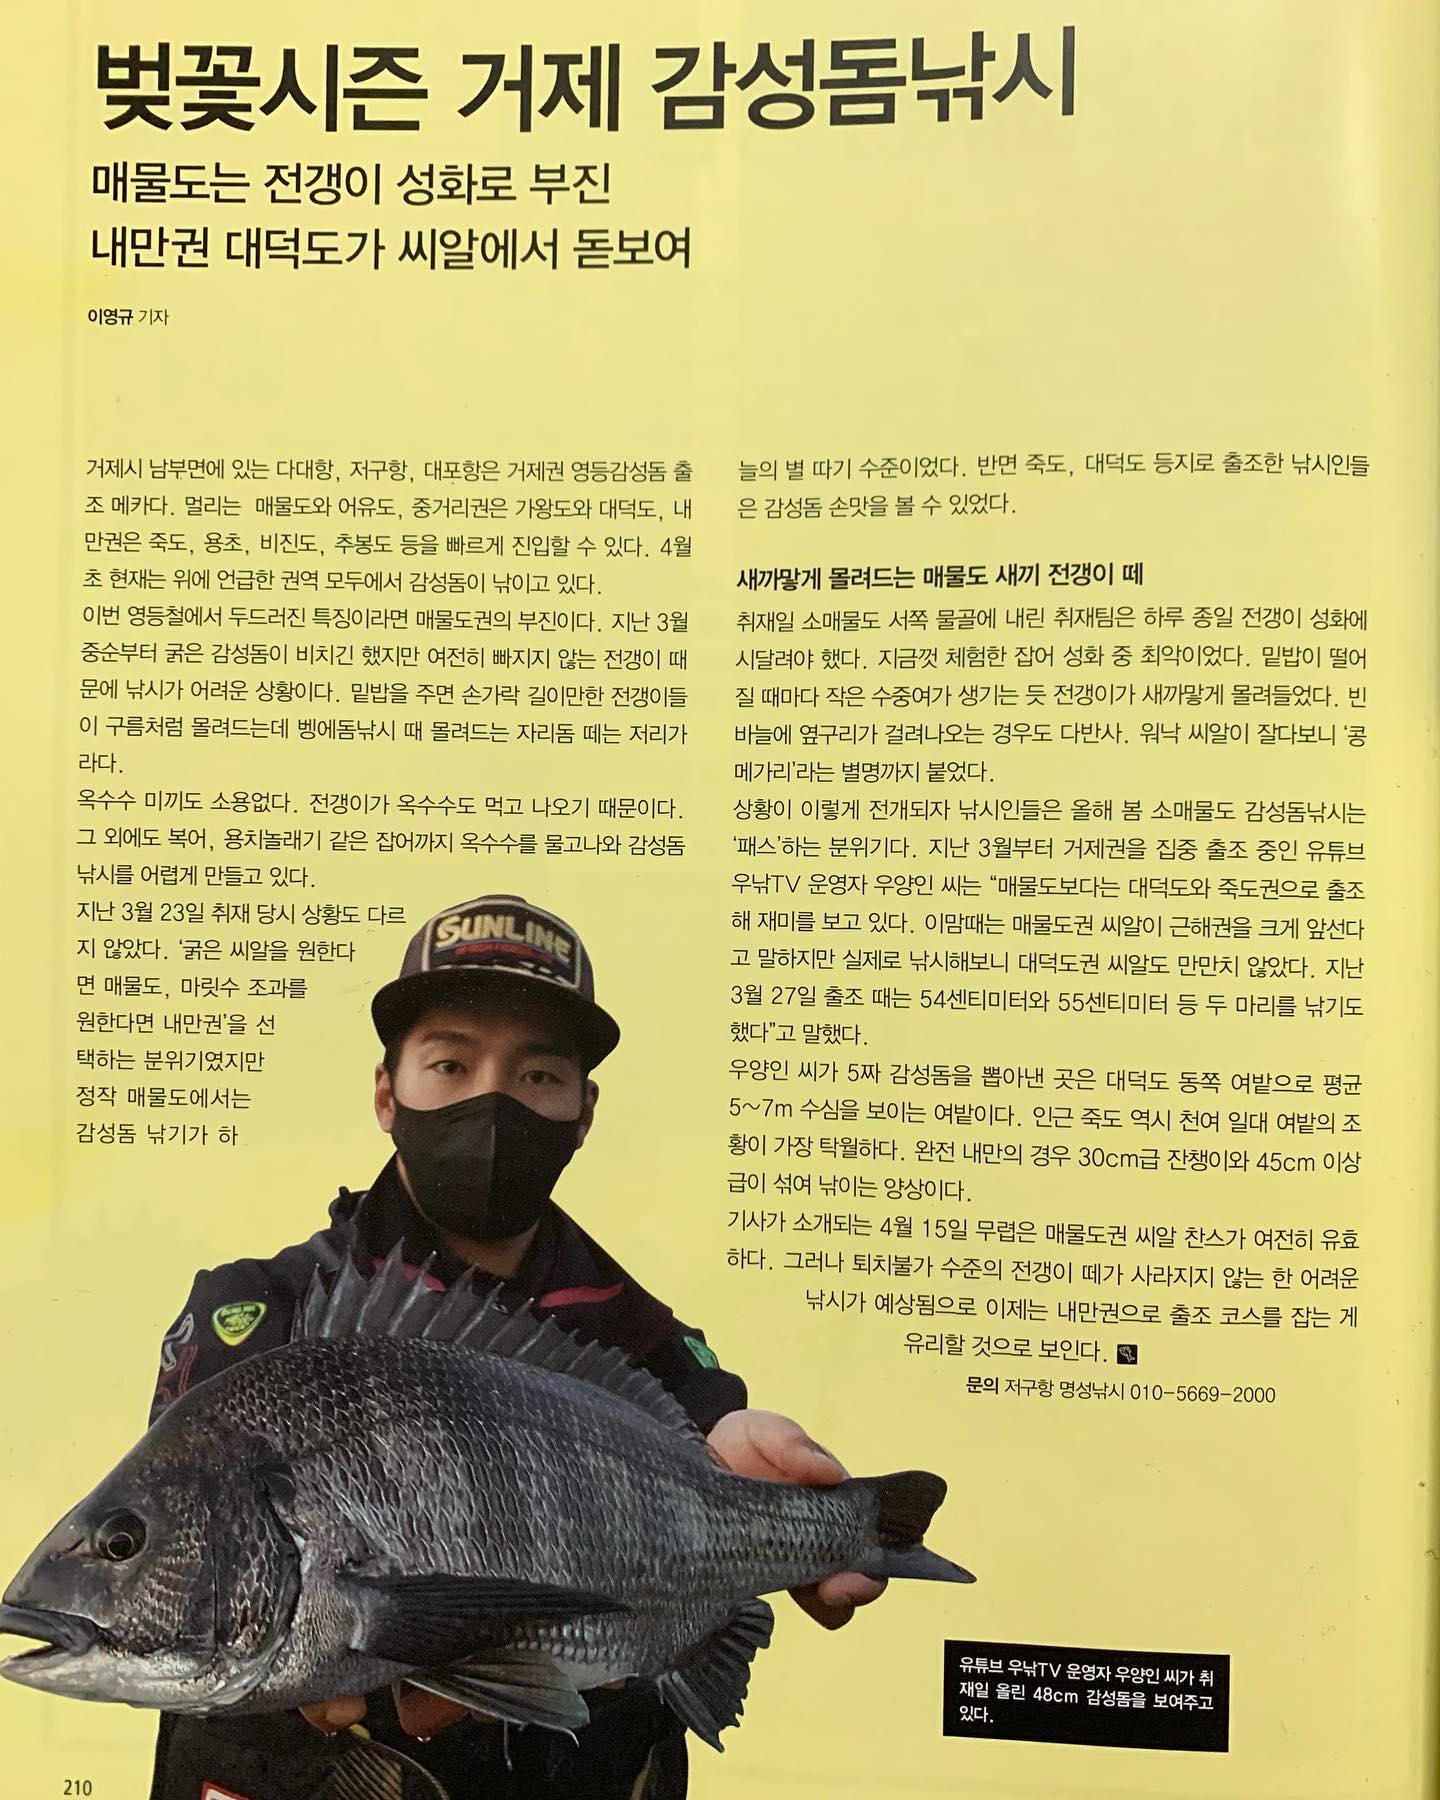 벚꽃시즌 거제 감성돔낚시
매물도는 전갱이 성화로 부진
내만권 대덕도가 씨알에서 돋보여
이영규 기자
거제시 남부면에 있는 다대항, 저구항, 대포항은 거제권 영등감성돔 출
조 메카다. 멀리는 매물도와 어유도, 중거리권은 가왕도와 대덕도, 내
만권은 죽도, 용초, 비진도, 추봉도 등을 빠르게 진입할 수 있다. 4월
초 현재는 위에 언급한 권역 모두에서 감성돔이 낚이고 있다.
이번 영등철에서 두드러진 특징이라면 매물도권의 부진이다. 지난 3월
중순부터 굵은 감성돔이 비치긴 했지만 여전히 빠지지 않는 전갱이 때
문에 낚시가 어려운 상황이다. 밑밥을 주면 손가락 길이만한 전갱이들
이 구름처럼 몰려드는데 벵에돔낚시 때 몰려드는 자리돔 떼는 저리가
라다.
옥수수 미끼도 소용없다. 전갱이가 옥수수도 먹고 나오기 때문이다.
그 외에도 복어, 용치놀래기 같은 잡어까지 옥수수를 물고나와 감성돔
낚시를 어렵게 만들고 있다.
지난 3월 23일 취재 당시 상황도 다르
지 않았다. ‘굵은 씨알을 원한다
면 매물도, 마릿수 조과를
원한다면 내만권’을 선
택하는 분위기였지만
정작 매물도에서는
감성돔 낚기가 하
늘의 별 따기 수준이었다. 반면 죽도, 대덕도 등지로 출조한 낚시인들
은 감성돔 손맛을 볼 수 있었다.
새까맣게 몰려드는 매물도 새끼 전갱이 떼
취재일 소매물도 서쪽 물골에 내린 취재팀은 하루 종일 전갱이 성화에
시달려야 했다. 지금껏 체험한 잡어 성화 중 최악이었다. 밑밥이 떨어
질 때마다 작은 수중여가 생기는 듯 전갱이가 새까맣게 몰려들었다. 빈
바늘에 옆구리가 걸려나오는 경우도 다반사. 워낙 씨알이 잘다보니 ‘콩
메가리’라는 별명까지 붙었다.
상황이 이렇게 전개되자 낚시인들은 올해 봄 소매물도 감성돔낚시는
‘패스’하는 분위기다. 지난 3월부터 거제권을 집중 출조 중인 유튜브
우낚TV 운영자 우양인 씨는 “매물도보다는 대덕도와 죽도권으로 출조
해 재미를 보고 있다. 이맘때는 매물도권 씨알이 근해권을 크게 앞선다
고 말하지만 실제로 낚시해보니 대덕도권 씨알도 만만치 않았다. 지난
3월 27일 출조 때는 54센티미터와 55센티미터 등 두 마리를 낚기도
했다”고 말했다.
우양인 씨가 5짜 감성돔을 뽑아낸 곳은 대덕도 동쪽 여밭으로 평균
5~7m 수심을 보이는 여밭이다. 인근 죽도 역시 천여 일대 여밭의 조
황이 가장 탁월하다. 완전 내만의 경우 30cm급 잔챙이와 45cm 이상
급이 섞여 낚이는 양상이다.
기사가 소개되는 4월 15일 무렵은 매물도권 씨알 찬스가 여전히 유효
하다. 그러나 퇴치불가 수준의 전갱이 떼가 사라지지 않는 한 어려운
낚시가 예상됨으로 이제는 내만권으로 출조 코스를 잡는 게
유리할 것으로 보인다.
문의 저구항 명성낚시 010-5669-2000
SUNLINE
유튜브 우낚TV 운영자 우양인 씨가 취
재일 올린 48cm 감성돔을 보여주고
있다.
210